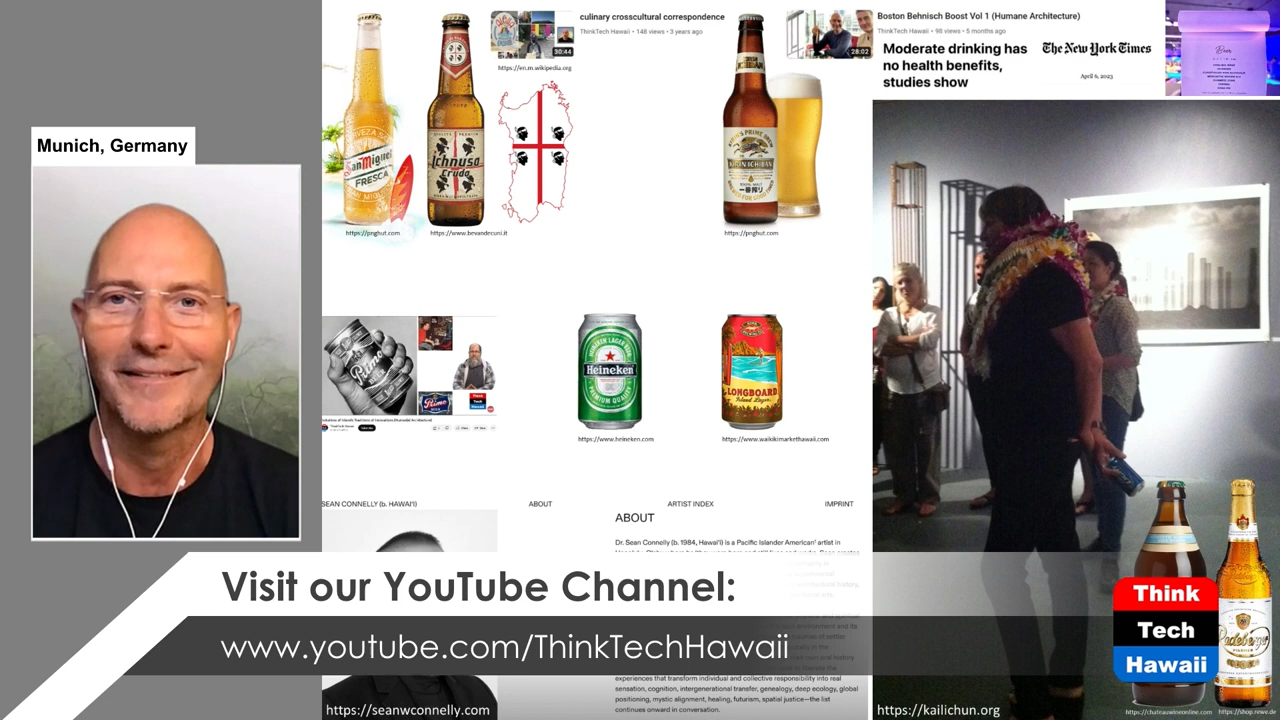 Munich, Germany
30:44
culinary crosscultural correspondence
ThinkTech Hawaii • 148 views • 3 years ago
https://en.m.wikipedia.org
28:02
Boston Behnisch Boost Vol 1 (Humane Architecture)
ThinkTech Hawaii • 98 views • 5 months ago
Moderate drinking has
no health benefits,
studies show
The New York Times
April 6, 2023
San Miguel
FRESCA
Ichnusa
Cruda
KIRIN ICHIBAN
https://pnghut.com
https://www.bevandecuni.it
https://pnghut.com
Primo
Primo
Think
Tech
Hawaii
Heineken
PREMIUM QUALITY
LONGBOARD
Island Lager
https://www.heineken.com
https://www.waikikimarkethawaii.com
SEAN CONNELLY (b. HAWAI'I)
ABOUT
ARTIST INDEX
IMPRINT
ABOUT
Dr. Sean Connelly (b. 1984, Hawai'i) is a Pacific Islander American' artist in
experiences that transform individual and collective responsibility into real
sensation, cognition, intergenerational transfer, genealogy, deep ecology, global
positioning, mystic alignment, healing, futurism, spatial justice—the list
continues onward in conversation.
Visit our YouTube Channel:
www.youtube.com/ThinkTechHawaii
https://seanwconnelly.com
https://kailichun.org
Think
Tech
Hawaii
https://chateauwineonline.com
https://shop.rewe.de